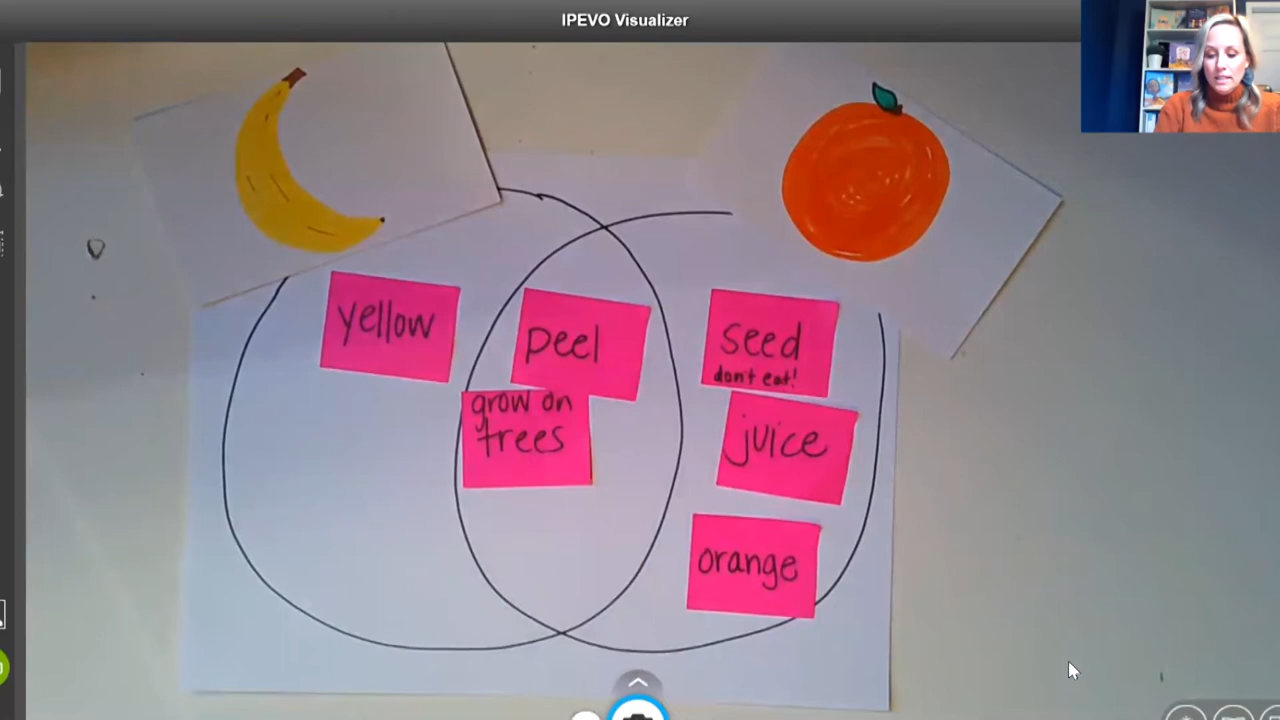 IPEVO Visualizer
yellow
peel
grow on
trees
seed
don't eat!
juice
orange